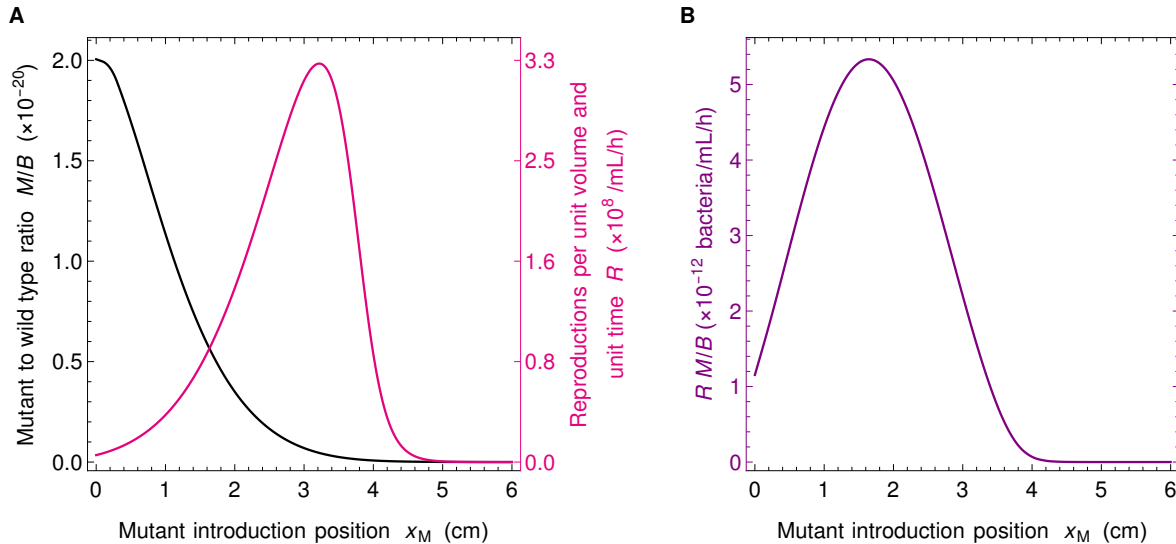 A
Mutant to wild type ratio M/B (×10⁻²⁰)
2.0
1.5
1.0
0.5
0.0
0 1 2 3 4 5 6
Mutant introduction position x_M (cm)
3.3
2.5
1.6
0.8
0.0
Reproductions per unit volume and
unit time R (×10⁸ /mL/h)
B
R M/B (×10⁻¹² bacteria/mL/h)
5
4
3
2
1
0
0 1 2 3 4 5 6
Mutant introduction position x_M (cm)